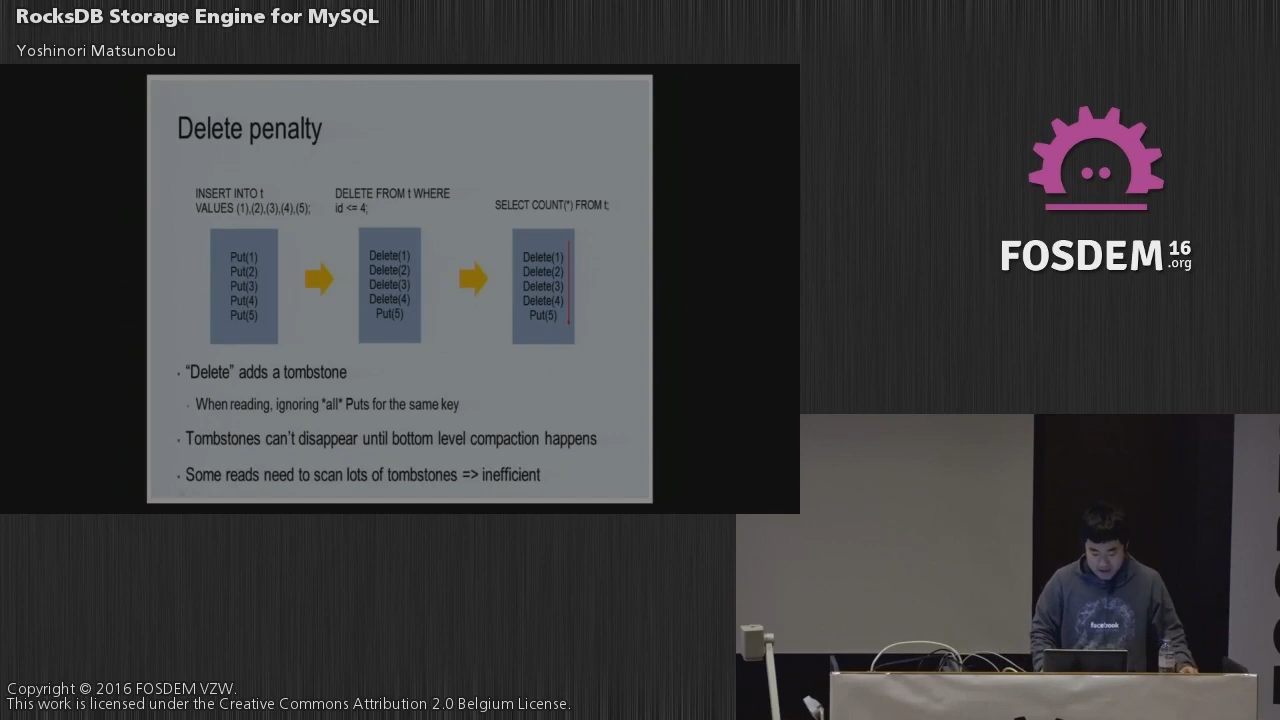 RocksDB Storage Engine for MySQL
Yoshinori Matsunobu
Delete penalty
INSERT INTO t
VALUES (1),(2),(3),(4),(5);
DELETE FROM t WHERE
id <= 4;
SELECT COUNT(*) FROM t;
Put(1)
Put(2)
Put(3)
Put(4)
Put(5)
Delete(1)
Delete(2)
Delete(3)
Delete(4)
Put(5)
Delete(1)
Delete(2)
Delete(3)
Delete(4)
Put(5)
· “Delete” adds a tombstone
· When reading, ignoring *all* Puts for the same key
· Tombstones can’t disappear until bottom level compaction happens
· Some reads need to scan lots of tombstones => inefficient
FOSDEM 16
.org
facebook
Copyright © 2016 FOSDEM VZW.
This work is licensed under the Creative Commons Attribution 2.0 Belgium License.